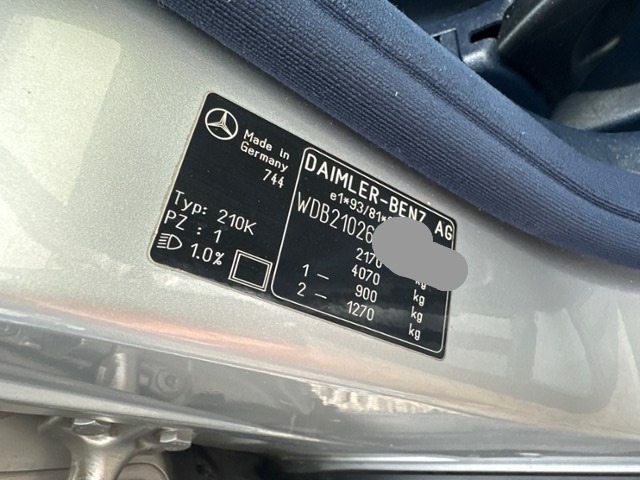 Made in
Germany
744
Typ: 210K
PZ : 1
1.0%
DAIMLER-BENZ AG
e1*93/81*
WDB21026
2170
1 — 4070 kg
2 — 900 kg
1270 kg